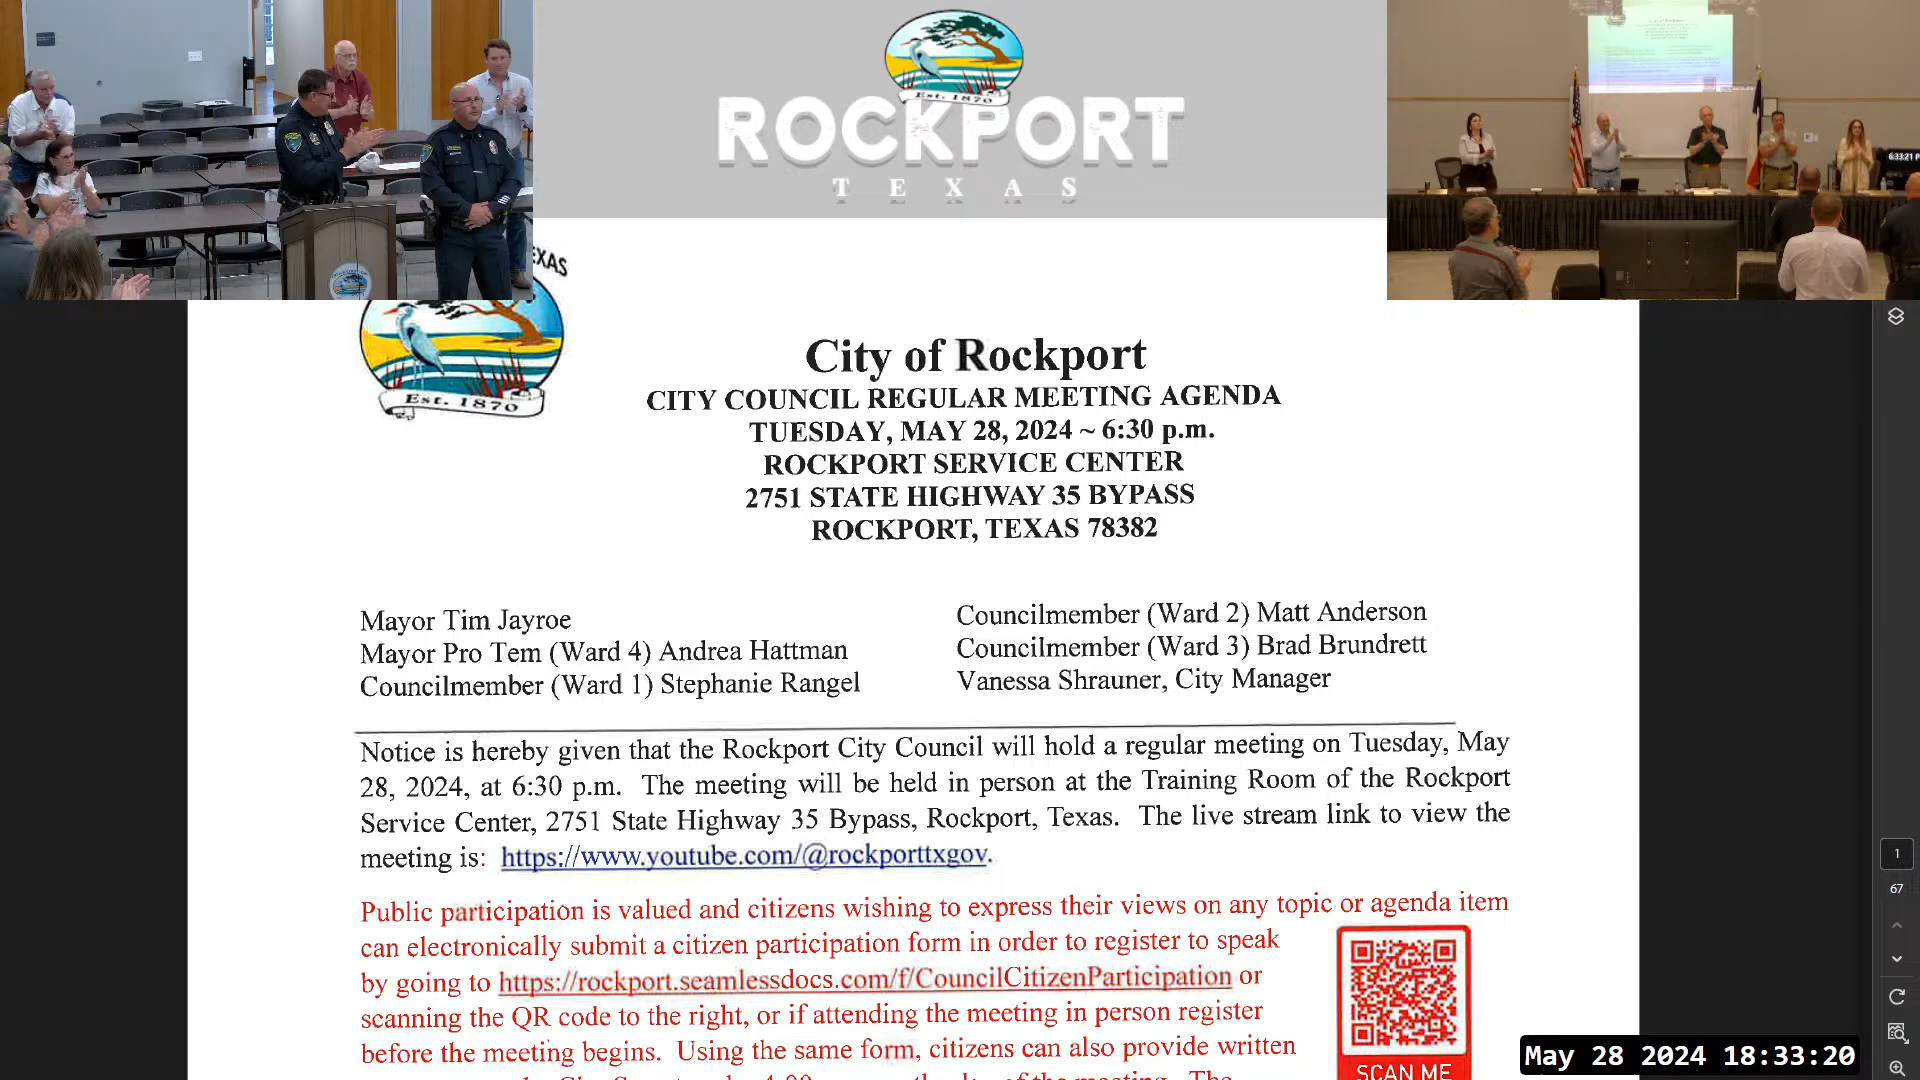 Est. 1870
ROCKPORT
TEXAS
6:33:21 P
EXAS
Est. 1870
City of Rockport
CITY COUNCIL REGULAR MEETING AGENDA
TUESDAY, MAY 28, 2024 ~ 6:30 p.m.
ROCKPORT SERVICE CENTER
2751 STATE HIGHWAY 35 BYPASS
ROCKPORT, TEXAS 78382
Mayor Tim Jayroe
Mayor Pro Tem (Ward 4) Andrea Hattman
Councilmember (Ward 1) Stephanie Rangel
Councilmember (Ward 2) Matt Anderson
Councilmember (Ward 3) Brad Brundrett
Vanessa Shrauner, City Manager
Notice is hereby given that the Rockport City Council will hold a regular meeting on Tuesday, May
28, 2024, at 6:30 p.m. The meeting will be held in person at the Training Room of the Rockport
Service Center, 2751 State Highway 35 Bypass, Rockport, Texas. The live stream link to view the
meeting is: https://www.youtube.com/@rockporttxgov.
Public participation is valued and citizens wishing to express their views on any topic or agenda item
can electronically submit a citizen participation form in order to register to speak
by going to https://rockport.seamlessdocs.com/f/CouncilCitizenParticipation or
scanning the QR code to the right, or if attending the meeting in person register
before the meeting begins. Using the same form, citizens can also provide written
SCAN ME
1
67
May 28 2024 18:33:20